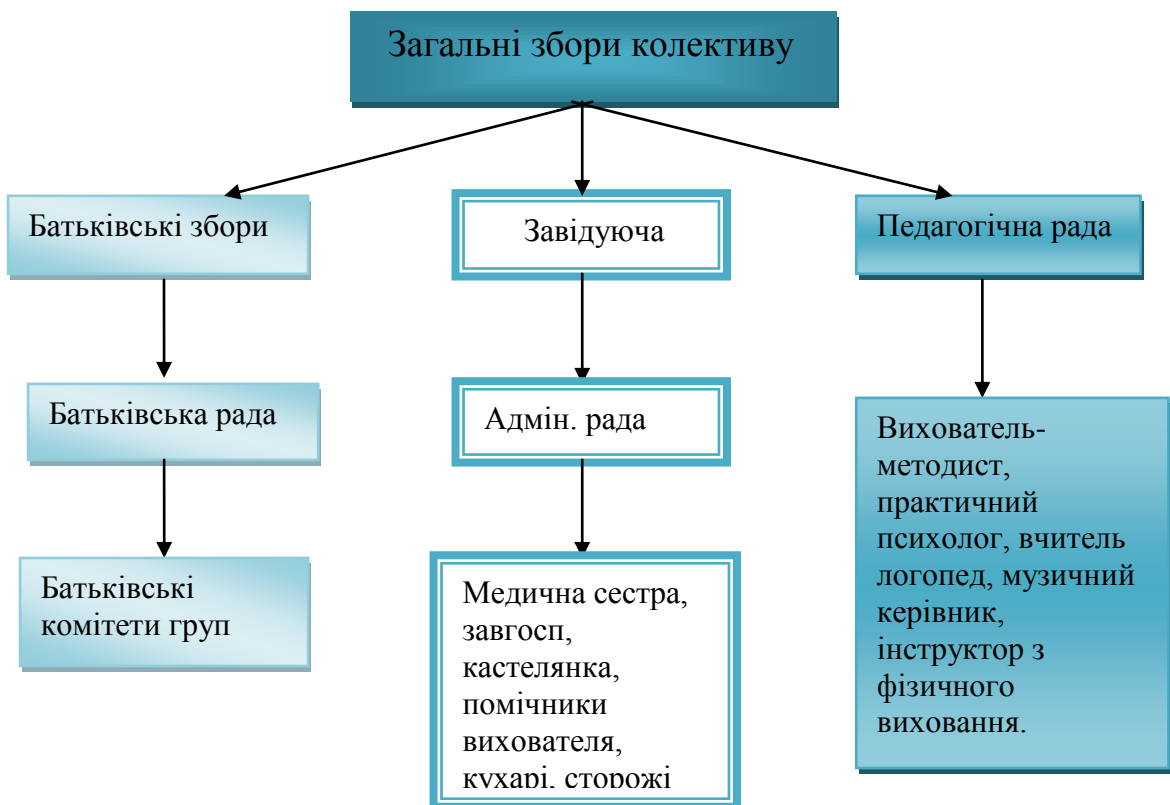 Загальні збори колективу
Батьківські збори
Завідуюча
Педагогічна рада
Батьківська рада
Адмін. рада
Вихователь-
методист,
практичний
психолог, вчитель
логопед, музичний
керівник,
інструктор з
фізичного
виховання.
Батьківські
комітети груп
Медична сестра,
завгосп,
кастелянка,
помічники
вихователя,
кухарі, сторожі